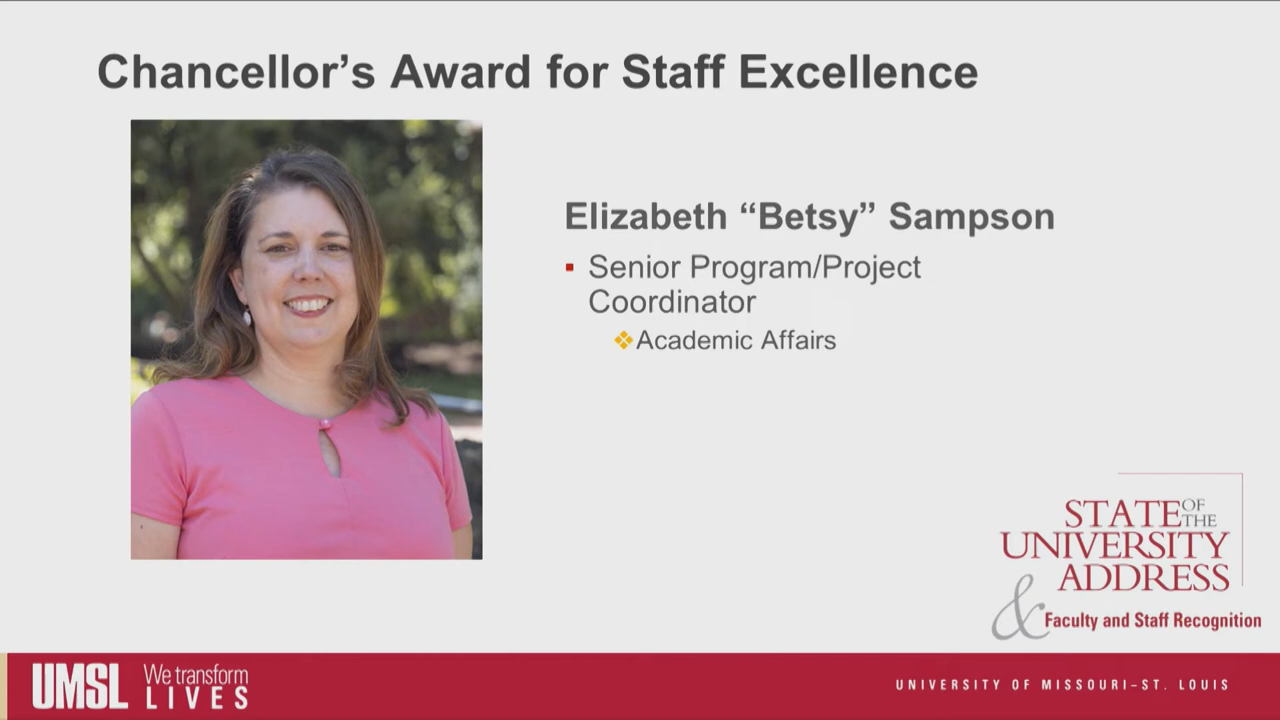 Chancellor’s Award for Staff Excellence
Elizabeth “Betsy” Sampson
Senior Program/Project
Coordinator
Academic Affairs
STATE OF THE
UNIVERSITY
ADDRESS
& Faculty and Staff Recognition
UMSL We transform
LIVES
UNIVERSITY OF MISSOURI–ST. LOUIS